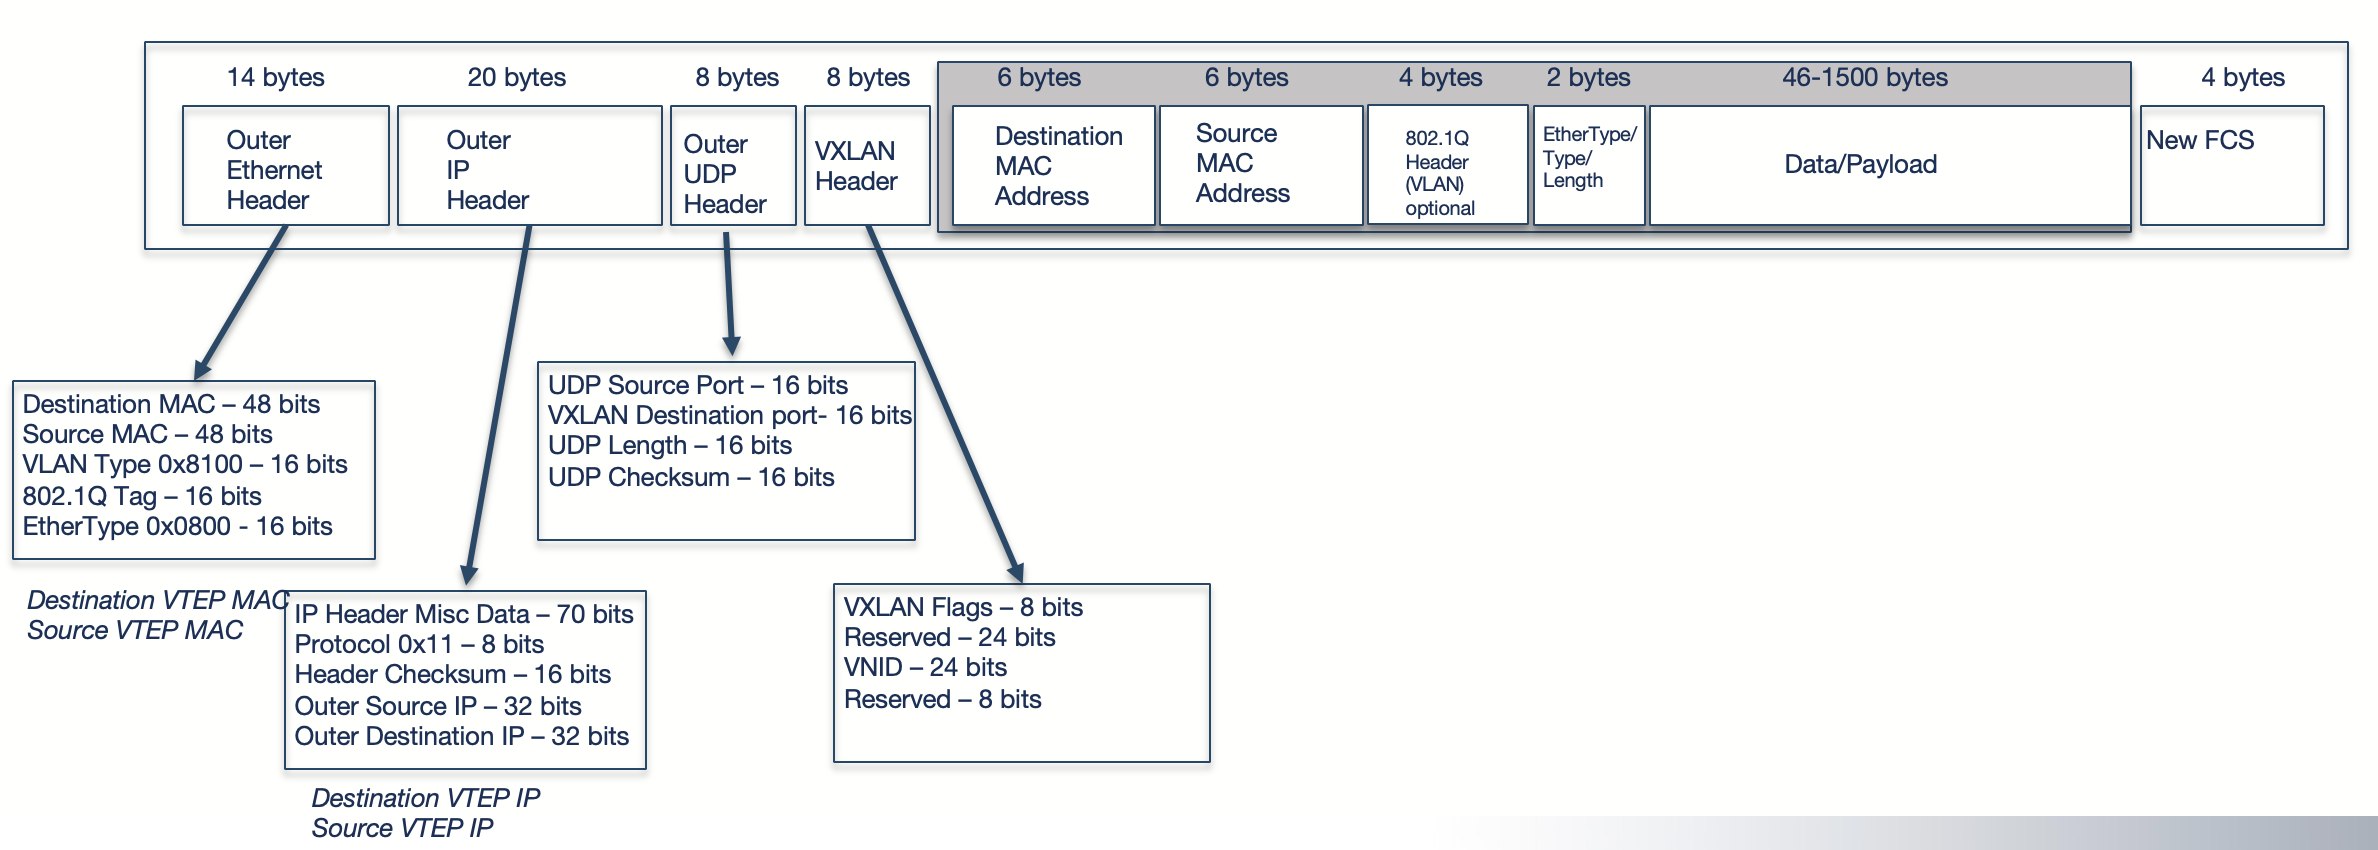 14 bytes
20 bytes
8 bytes
8 bytes
6 bytes
6 bytes
4 bytes
2 bytes
46-1500 bytes
4 bytes
Outer
Ethernet
Header
Outer
IP
Header
Outer
UDP
Header
VXLAN
Header
Destination
MAC
Address
Source
MAC
Address
802.1Q
Header
(VLAN)
optional
EtherType/
Type/
Length
Data/Payload
New FCS
Destination MAC – 48 bits
Source MAC – 48 bits
VLAN Type 0x8100 – 16 bits
802.1Q Tag – 16 bits
EtherType 0x0800 - 16 bits
Destination VTEP MAC
Source VTEP MAC
IP Header Misc Data – 70 bits
Protocol 0x11 – 8 bits
Header Checksum – 16 bits
Outer Source IP – 32 bits
Outer Destination IP – 32 bits
Destination VTEP IP
Source VTEP IP
UDP Source Port – 16 bits
VXLAN Destination port- 16 bits
UDP Length – 16 bits
UDP Checksum – 16 bits
VXLAN Flags – 8 bits
Reserved – 24 bits
VNID – 24 bits
Reserved – 8 bits